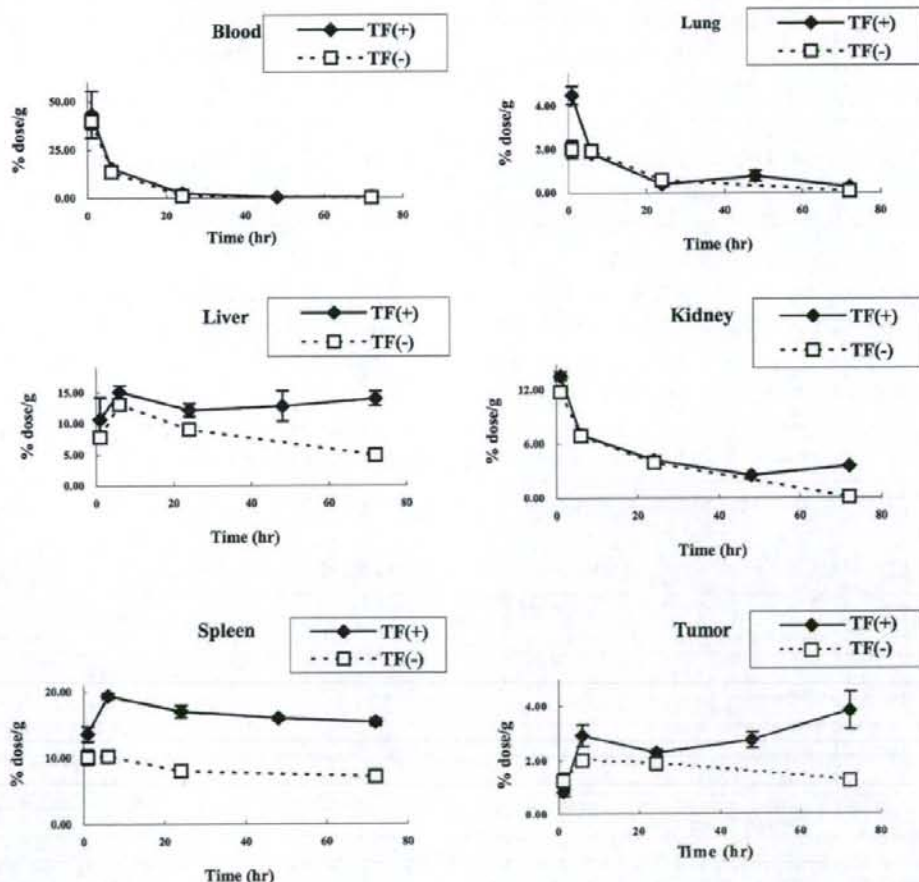 Blood
TF(+)
TF(-)
% dose/g
50.00
25.00
0.00
0 20 40 60 80
Time (hr)
Lung
TF(+)
TF(-)
% dose/g
4.00
2.00
0.00
0 20 40 60 80
Time (hr)
Liver
TF(+)
TF(-)
% dose/g
15.00
10.00
5.00
0.00
0 20 40 60 80
Time (hr)
Kidney
TF(+)
TF(-)
% dose/g
12.00
6.00
0.00
0 20 40 60 80
Time (hr)
Spleen
TF(+)
TF(-)
% dose/g
20.00
10.00
0.00
0 20 40 60 80
Time (hr)
Tumor
TF(+)
TF(-)
% dose/g
4.00
2.00
0.00
0 20 40 60 80
Time (hr)